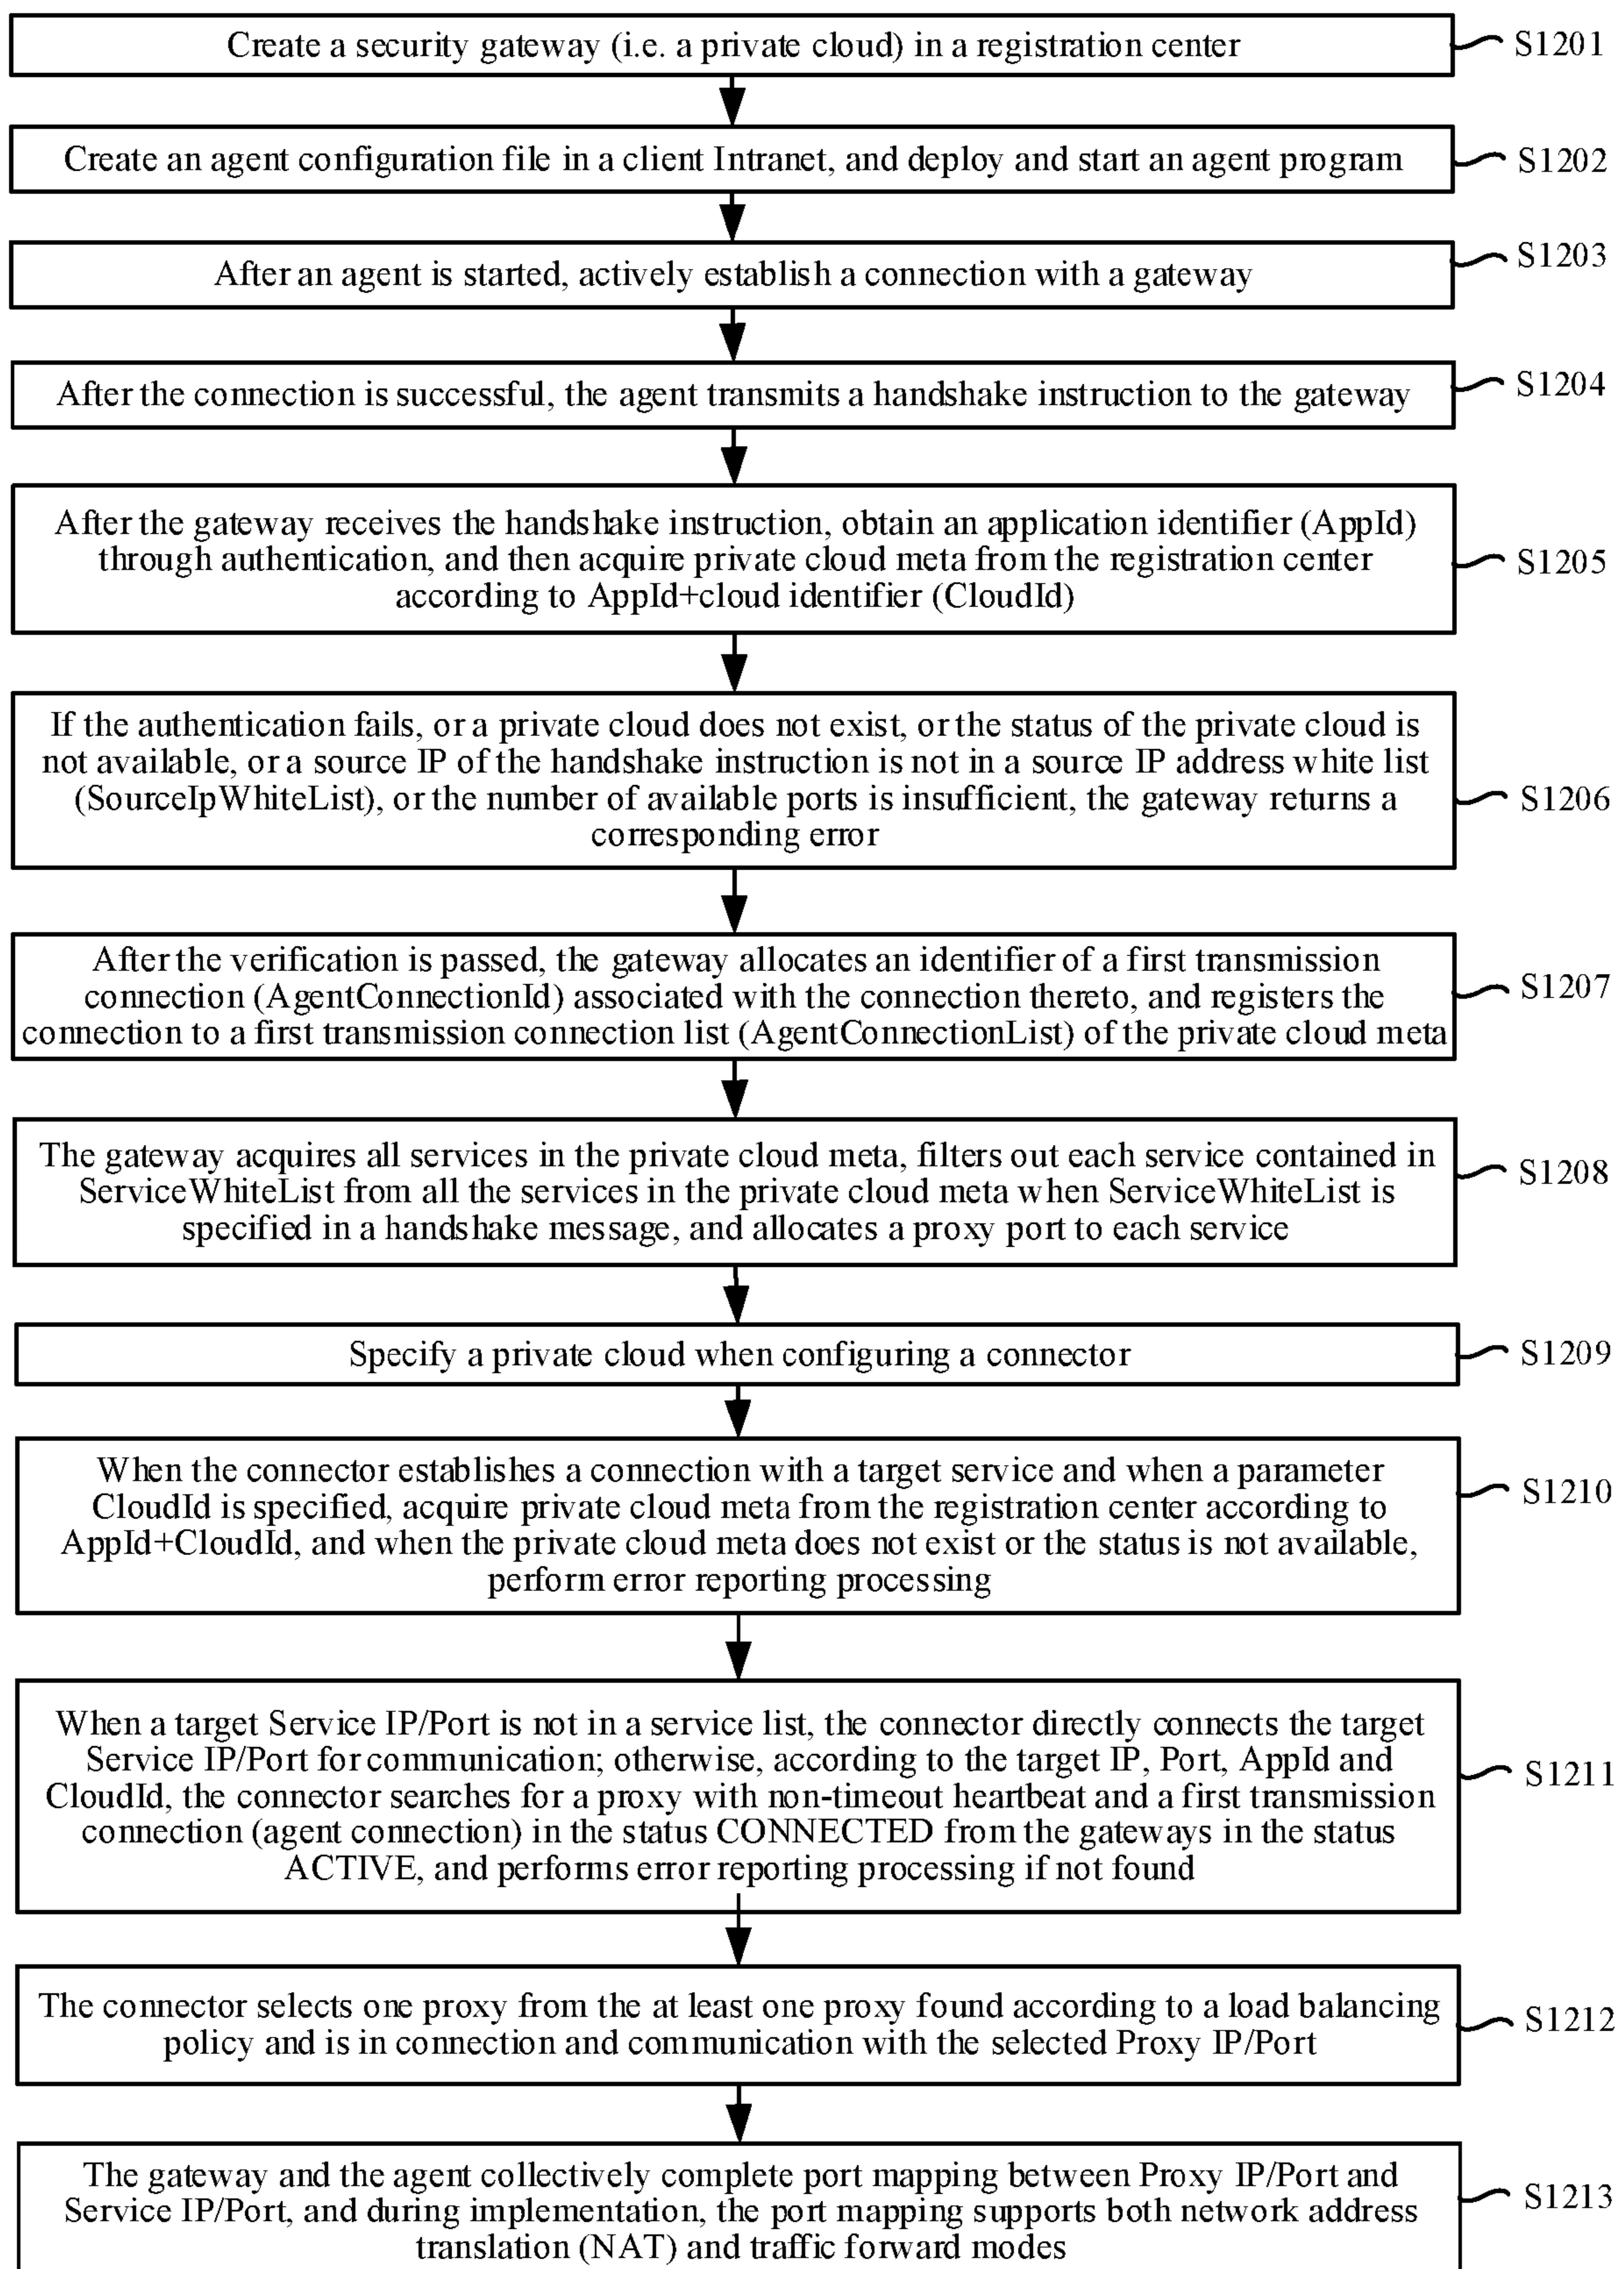 Create a security gateway (i.e. a private cloud) in a registration center
S1201
Create an agent configuration file in a client Intranet, and deploy and start an agent program
S1202
After an agent is started, actively establish a connection with a gateway
S1203
After the connection is successful, the agent transmits a handshake instruction to the gateway
S1204
After the gateway receives the handshake instruction, obtain an application identifier (AppId)
through authentication, and then acquire private cloud meta from the registration center
according to AppId+cloud identifier (CloudId)
S1205
If the authentication fails, or a private cloud does not exist, or the status of the private cloud is
not available, or a source IP of the handshake instruction is not in a source IP address white list
(SourceIpWhiteList), or the number of available ports is insufficient, the gateway returns a
corresponding error
S1206
After the verification is passed, the gateway allocates an identifier of a first transmission
connection (AgentConnectionId) associated with the connection thereto, and registers the
connection to a first transmission connection list (AgentConnectionList) of the private cloud meta
S1207
The gateway acquires all services in the private cloud meta, filters out each service contained in
ServiceWhiteList from all the services in the private cloud meta when ServiceWhiteList is
specified in a handshake message, and allocates a proxy port to each service
S1208
Specify a private cloud when configuring a connector
S1209
When the connector establishes a connection with a target service and when a parameter
CloudId is specified, acquire private cloud meta from the registration center according to
AppId+CloudId, and when the private cloud meta does not exist or the status is not available,
perform error reporting processing
S1210
When a target Service IP/Port is not in a service list, the connector directly connects the target
Service IP/Port for communication; otherwise, according to the target IP, Port, AppId and
CloudId, the connector searches for a proxy with non-timeout heartbeat and a first transmission
connection (agent connection) in the status CONNECTED from the gateways in the status
ACTIVE, and performs error reporting processing if not found
S1211
The connector selects one proxy from the at least one proxy found according to a load balancing
policy and is in connection and communication with the selected Proxy IP/Port
S1212
The gateway and the agent collectively complete port mapping between Proxy IP/Port and
Service IP/Port, and during implementation, the port mapping supports both network address
translation (NAT) and traffic forward modes
S1213